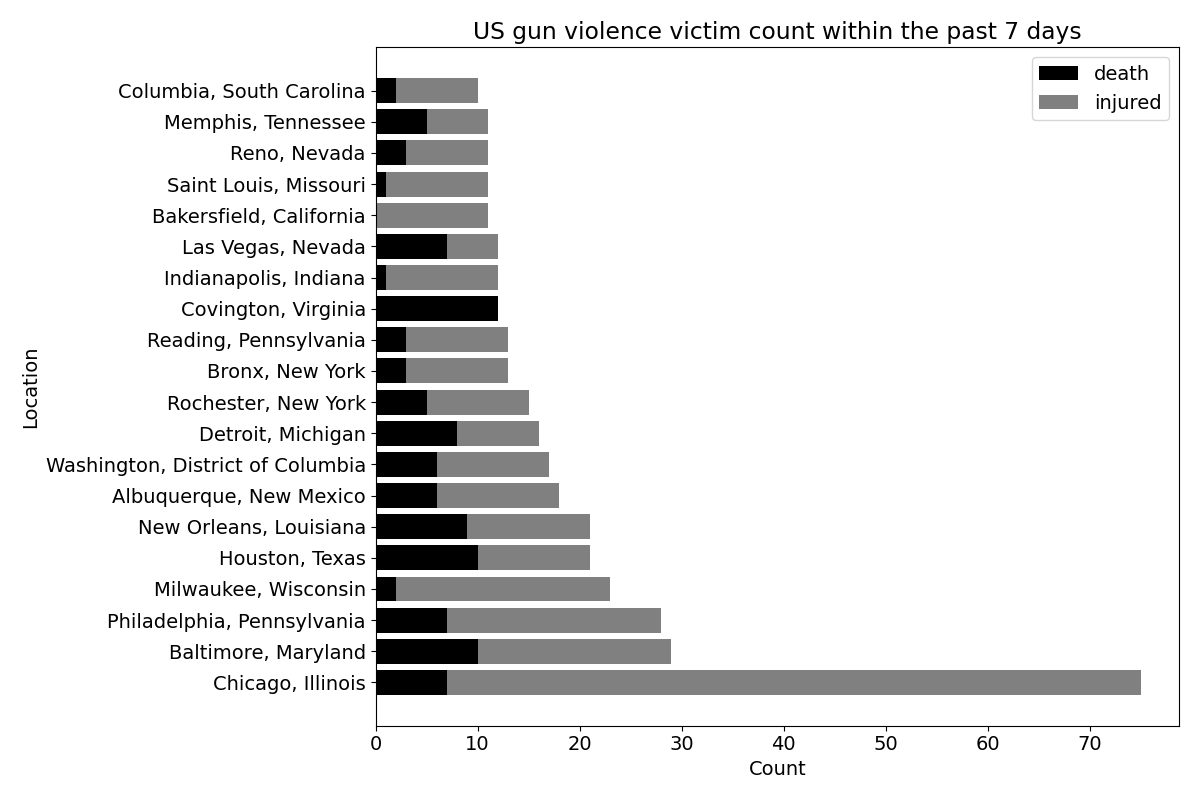 US gun violence victim count within the past 7 days
death
injured
Columbia, South Carolina
Memphis, Tennessee
Reno, Nevada
Saint Louis, Missouri
Bakersfield, California
Las Vegas, Nevada
Indianapolis, Indiana
Covington, Virginia
Reading, Pennsylvania
Bronx, New York
Rochester, New York
Detroit, Michigan
Washington, District of Columbia
Albuquerque, New Mexico
New Orleans, Louisiana
Houston, Texas
Milwaukee, Wisconsin
Philadelphia, Pennsylvania
Baltimore, Maryland
Chicago, Illinois
Location
0 10 20 30 40 50 60 70
Count